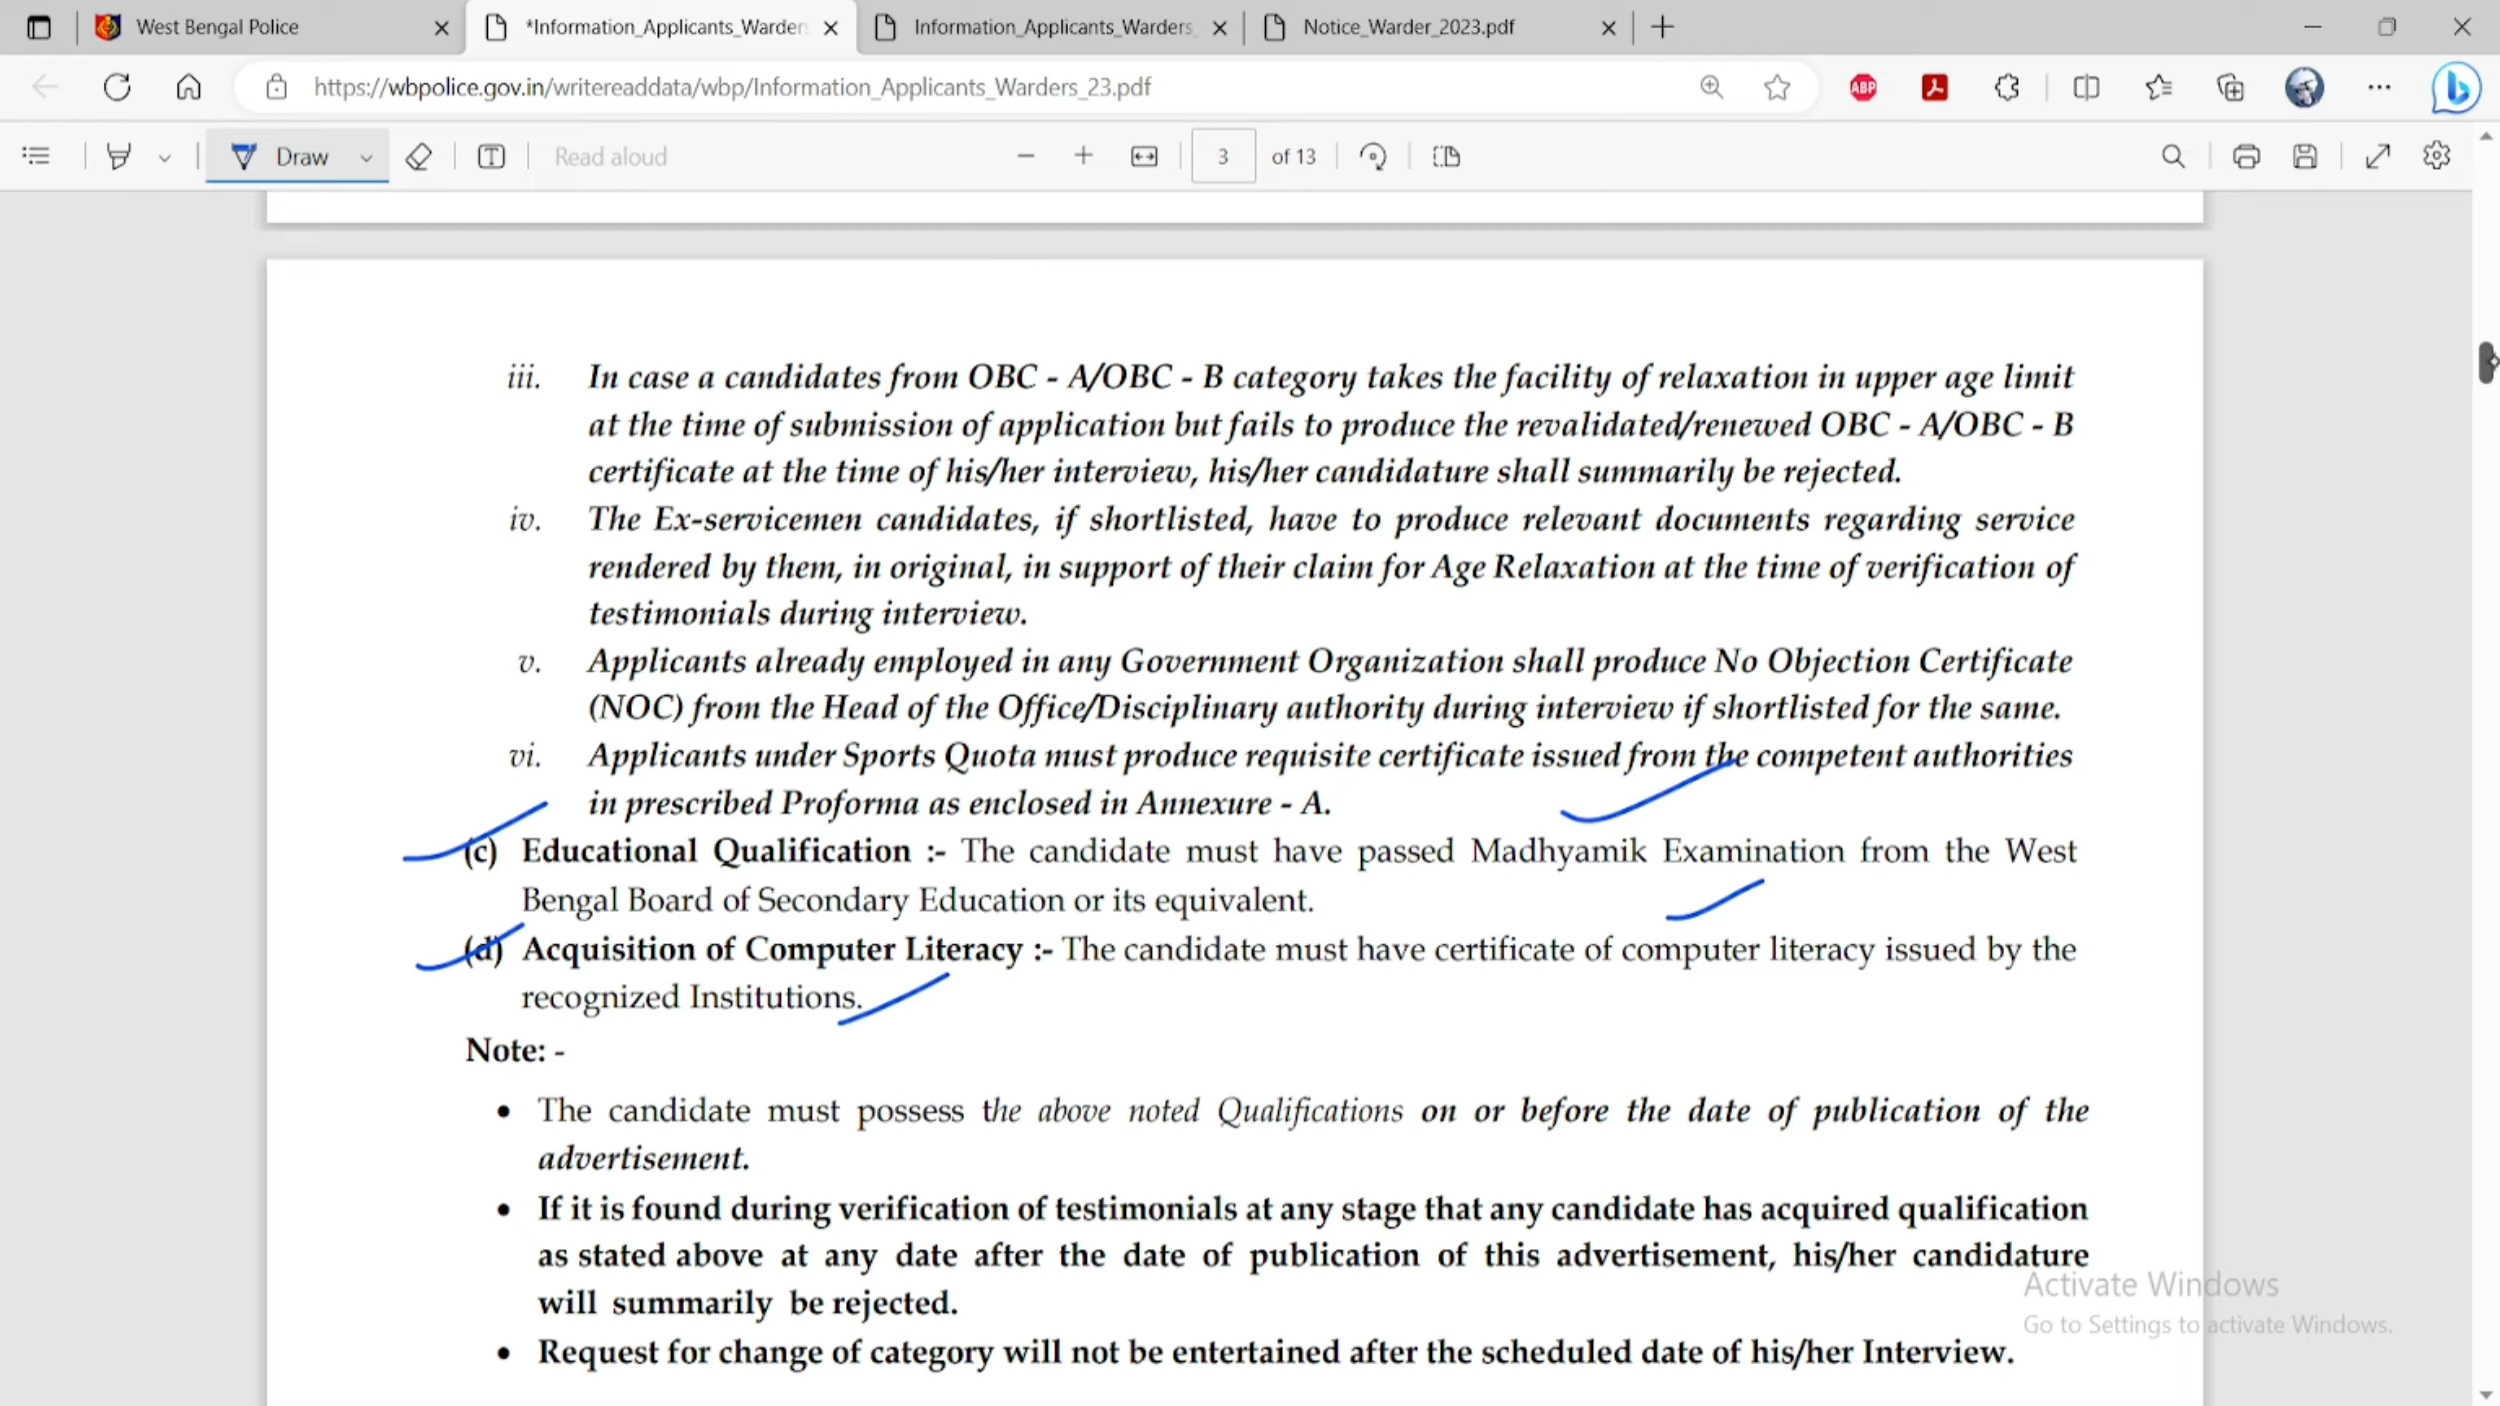 West Bengal Police
*Information_Applicants_Warder
Information_Applicants_Warders_
Notice_Warder_2023.pdf
https://wbpolice.gov.in/writereaddata/wbp/Information_Applicants_Warders_23.pdf
ABP
Draw
Read aloud
3
of 13
iii. In case a candidates from OBC - A/OBC - B category takes the facility of relaxation in upper age limit
at the time of submission of application but fails to produce the revalidated/renewed OBC - A/OBC - B
certificate at the time of his/her interview, his/her candidature shall summarily be rejected.
iv. The Ex-servicemen candidates, if shortlisted, have to produce relevant documents regarding service
rendered by them, in original, in support of their claim for Age Relaxation at the time of verification of
testimonials during interview.
v. Applicants already employed in any Government Organization shall produce No Objection Certificate
(NOC) from the Head of the Office/Disciplinary authority during interview if shortlisted for the same.
vi. Applicants under Sports Quota must produce requisite certificate issued from the competent authorities
in prescribed Proforma as enclosed in Annexure - A.
(c) Educational Qualification :- The candidate must have passed Madhyamik Examination from the West
Bengal Board of Secondary Education or its equivalent.
(d) Acquisition of Computer Literacy :- The candidate must have certificate of computer literacy issued by the
recognized Institutions.
Note: -
• The candidate must possess the above noted Qualifications on or before the date of publication of the
advertisement.
• If it is found during verification of testimonials at any stage that any candidate has acquired qualification
as stated above at any date after the date of publication of this advertisement, his/her candidature
will summarily be rejected.
• Request for change of category will not be entertained after the scheduled date of his/her Interview.
Activate Windows
Go to Settings to activate Windows.